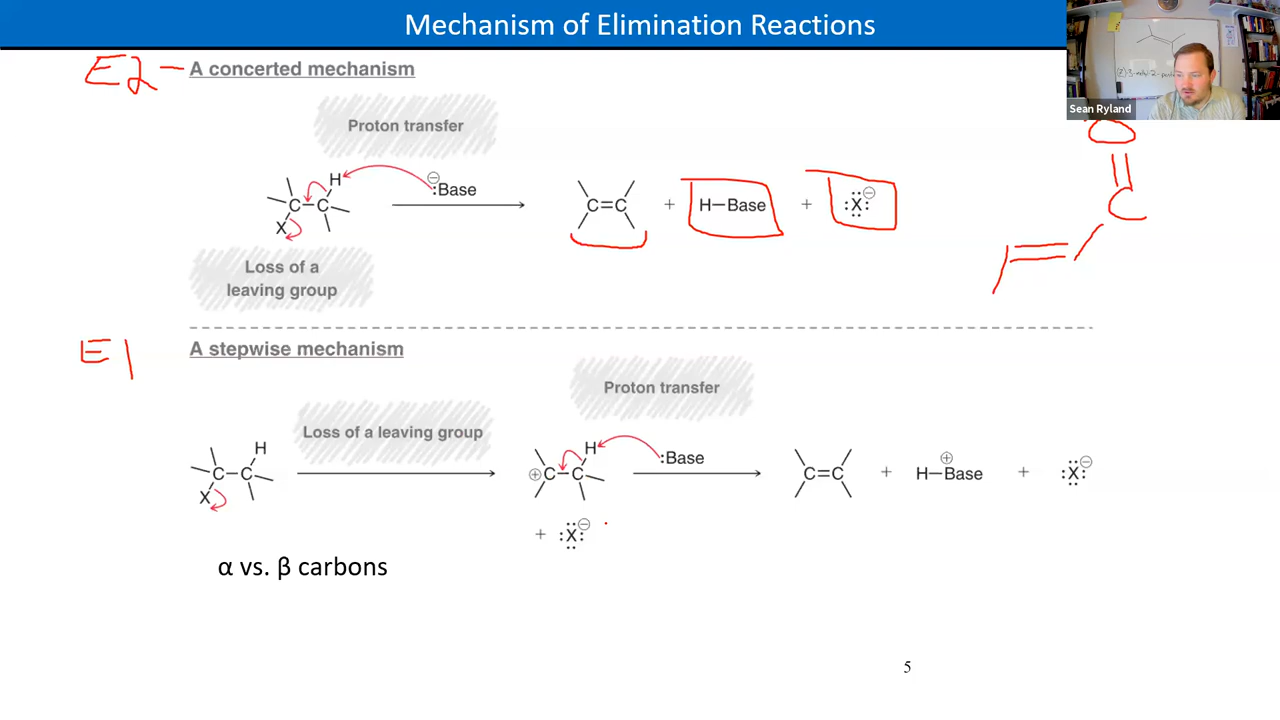 Mechanism of Elimination Reactions
Sean Ryland
E2 – A concerted mechanism
Proton transfer
H
⊖
:Base
C–C
X
Loss of a
leaving group
C=C + H–Base + :X: ⊖
O
C
E1
A stepwise mechanism
Proton transfer
Loss of a leaving group
H
C–C
X
H
:Base
⊕ C–C
+ :X: ⊖
C=C + H–Base ⊕ + :X: ⊖
α vs. β carbons
5